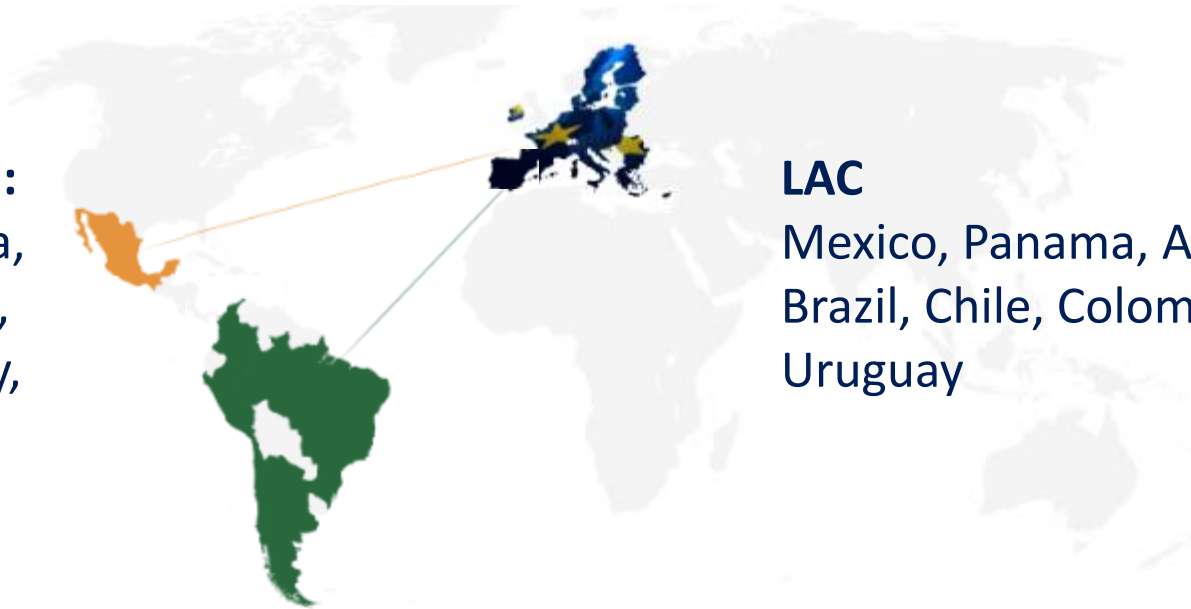 :
a,
,
y,
LAC
Mexico, Panama, A
Brazil, Chile, Colom
Uruguay